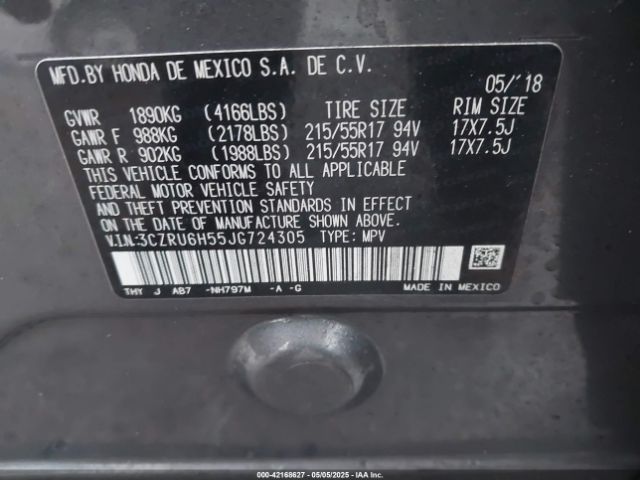 MFD.BY HONDA DE MEXICO S.A. DE C.V.
05/'18
GVWR 1890KG (4166LBS) TIRE SIZE RIM SIZE
GAWR F 988KG (2178LBS) 215/55R17 94V 17X7.5J
GAWR R 902KG (1988LBS) 215/55R17 94V 17X7.5J
THIS VEHICLE CONFORMS TO ALL APPLICABLE
FEDERAL MOTOR VEHICLE SAFETY
AND THEFT PREVENTION STANDARDS IN EFFECT
ON THE DATE OF MANUFACTURE SHOWN ABOVE.
V.I.N:3CZRU6H55JG724305 TYPE: MPV
THY J AB7 -NH797M -A -G
MADE IN MEXICO
000-42168627 - 05/05/2025 - IAA Inc.